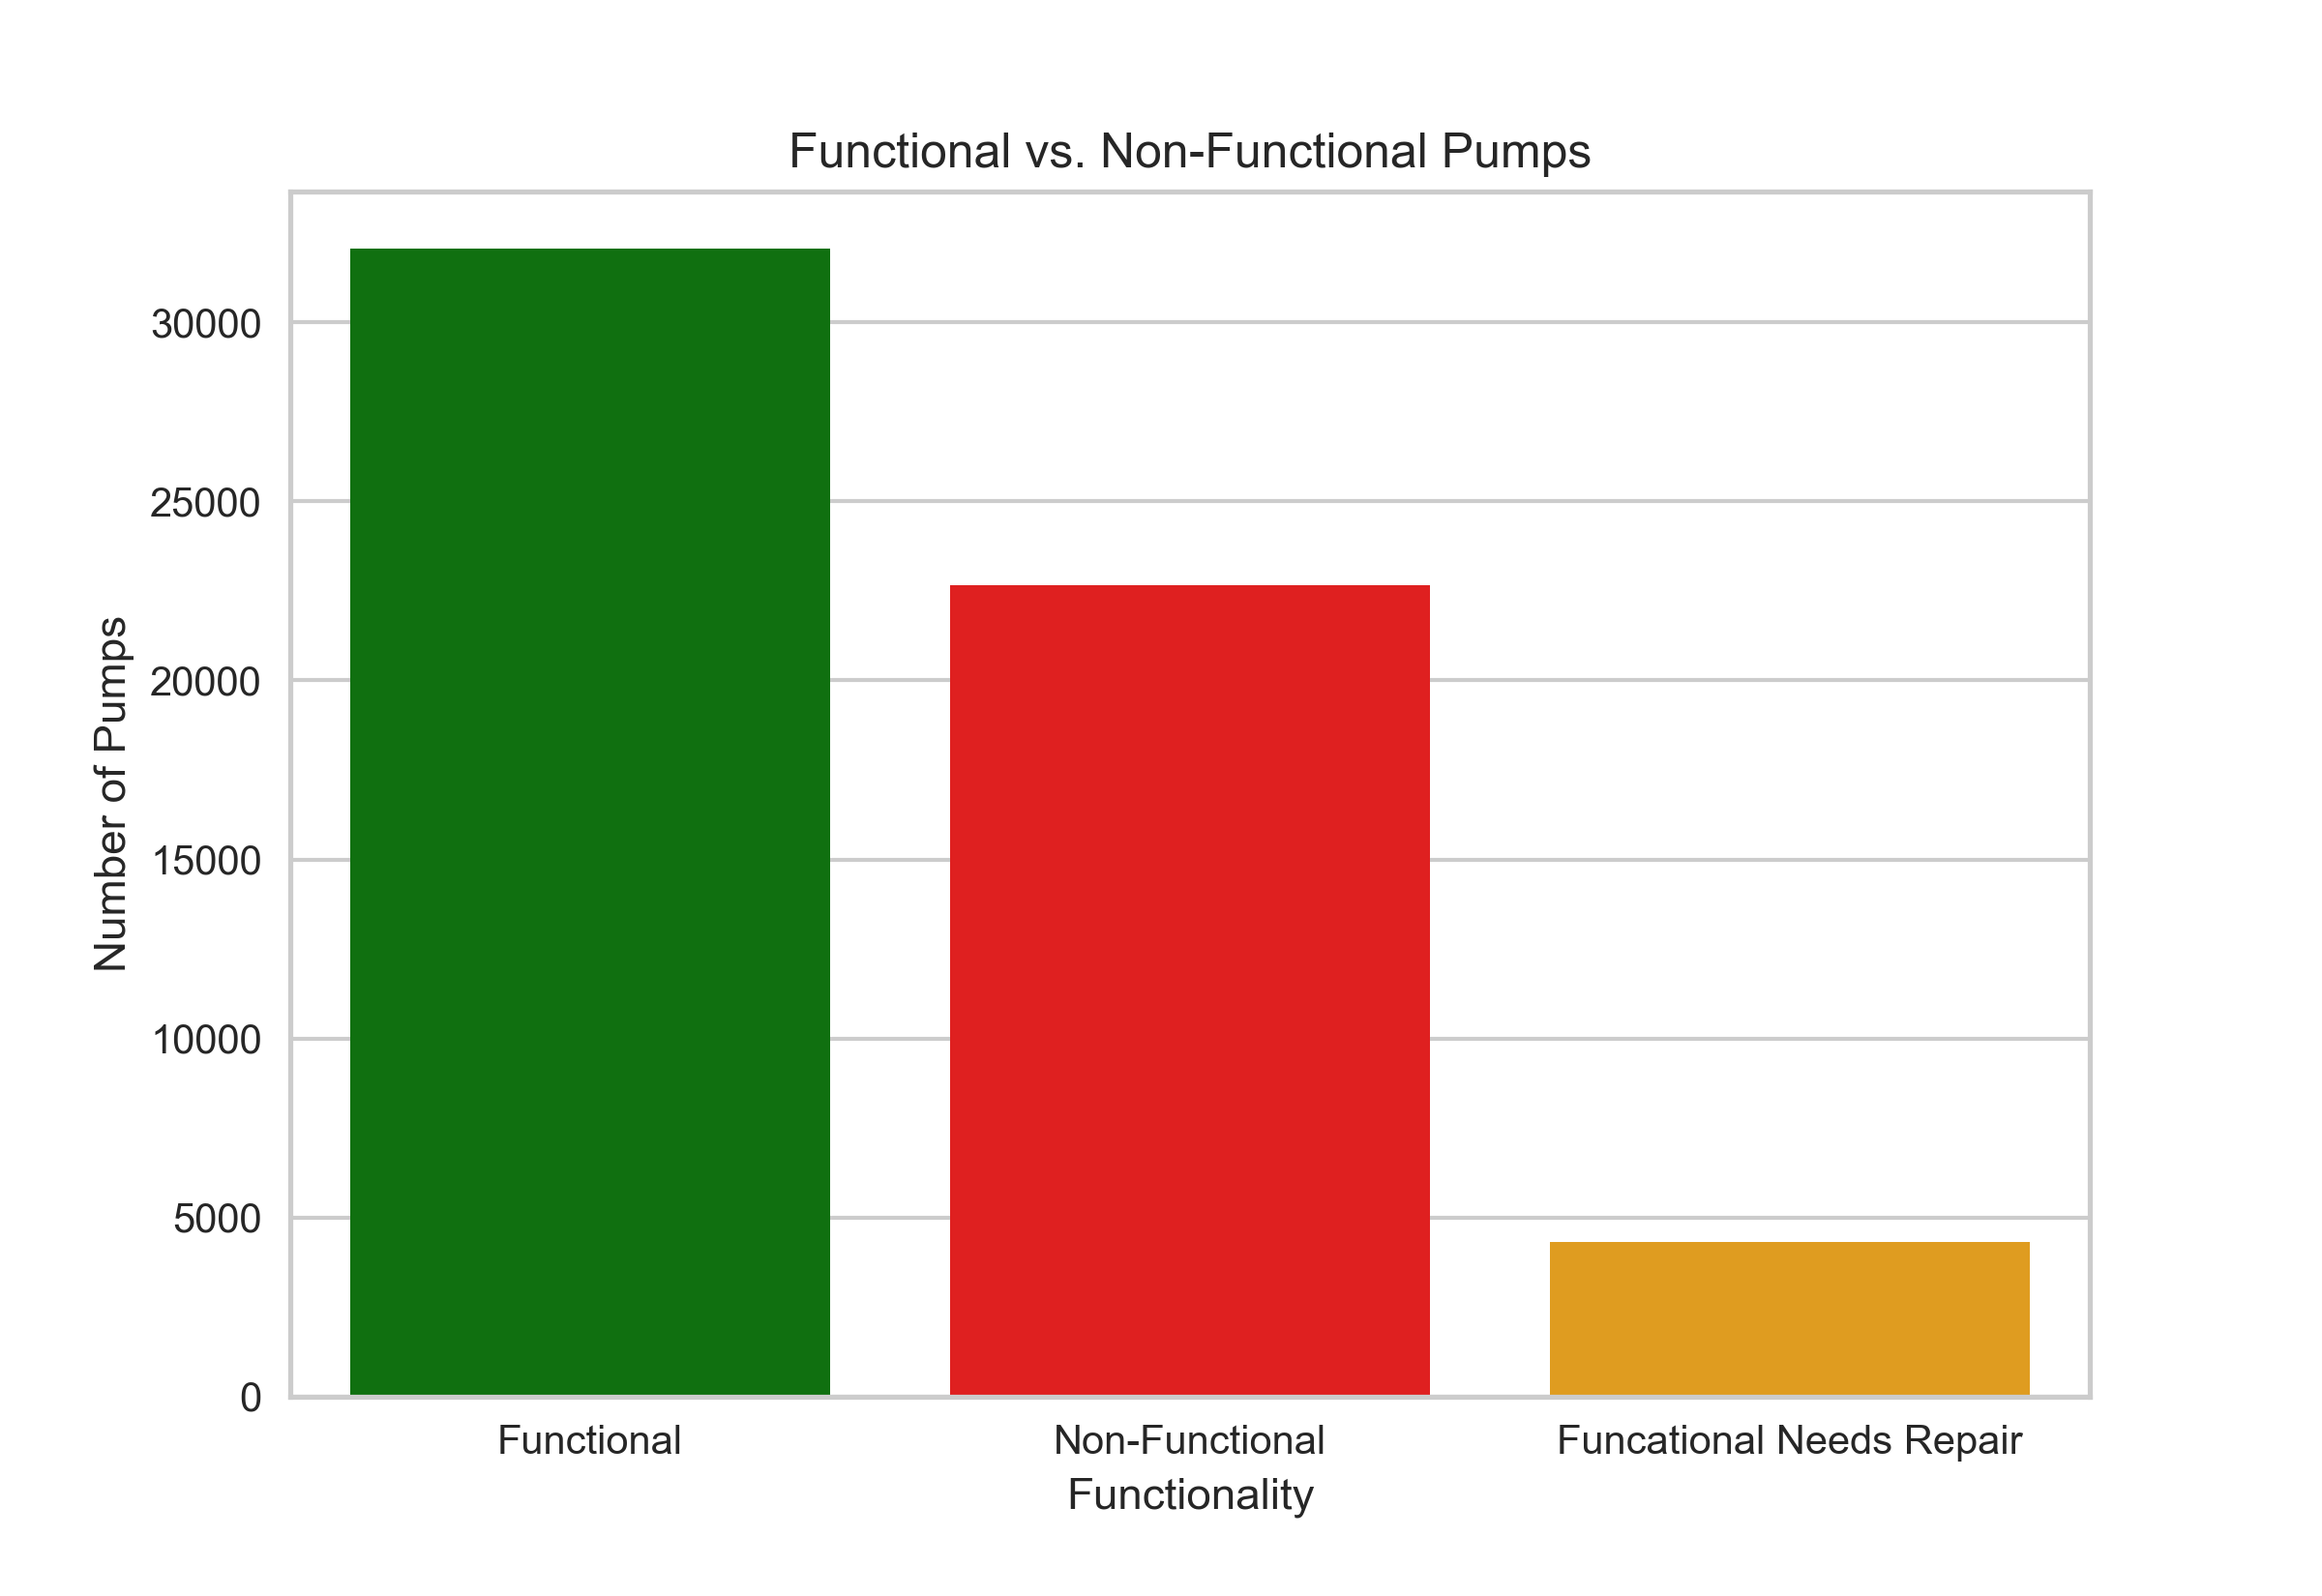 Functional vs. Non-Functional Pumps
30000
25000
20000
15000
10000
5000
0
Number of Pumps
Functional
Non-Functional
Funcational Needs Repair
Functionality